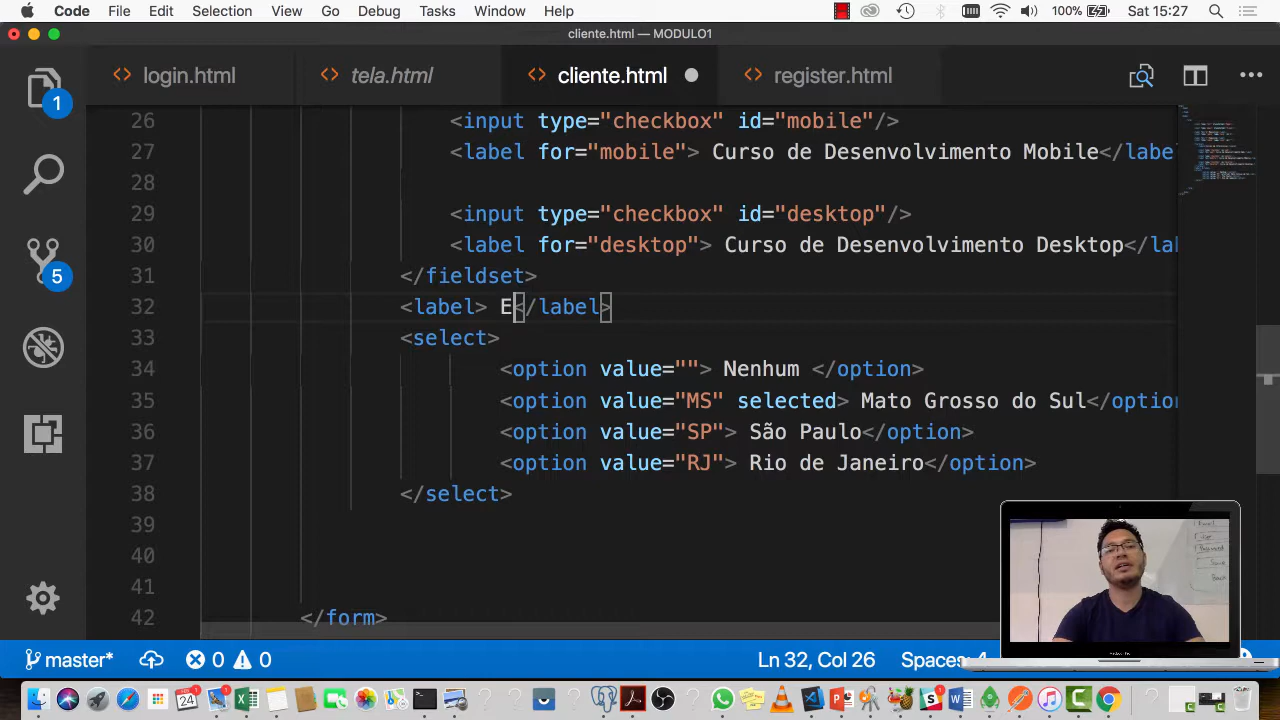 Code File Edit Selection View Go Debug Tasks Window Help 100% Sat 15:27
cliente.html — MODULO1
login.html tela.html cliente.html register.html
1
5
26 <input type="checkbox" id="mobile"/>
27 <label for="mobile"> Curso de Desenvolvimento Mobile</label
28
29 <input type="checkbox" id="desktop"/>
30 <label for="desktop"> Curso de Desenvolvimento Desktop</lab
31 </fieldset>
32 <label> E</label>
33 <select>
34 <option value=""> Nenhum </option>
35 <option value="MS" selected> Mato Grosso do Sul</option
36 <option value="SP"> São Paulo</option>
37 <option value="RJ"> Rio de Janeiro</option>
38 </select>
39
40
41
42 </form>
master* 0 0 Ln 32, Col 26 Spaces: 4